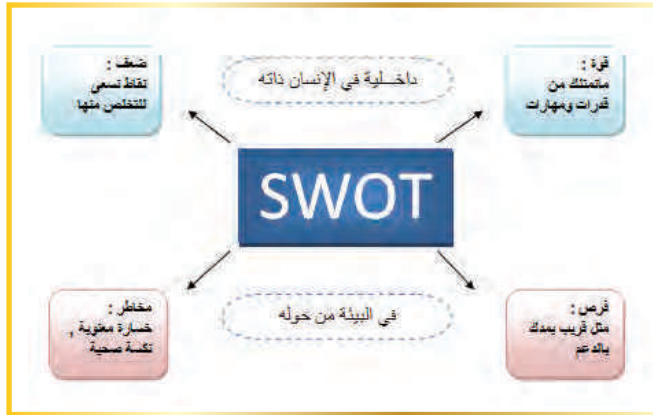 قوة :
ماتمتلك من
قدرات ومهارات
داخلية في الإنسان ذاته
ضعف :
نقاط تسعى
للتخلص منها
SWOT
فرص :
مثل قريب يمدك
بالدعم
في البيئة من حوله
مخاطر :
خسارة معنوية ,
نكسة صحية